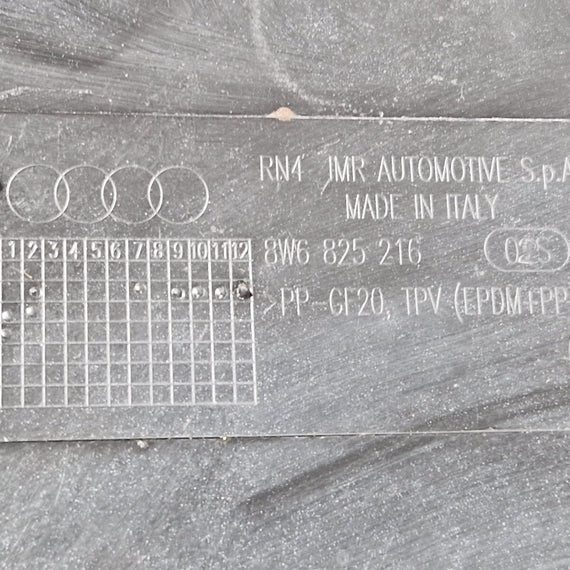 RN4 JMR AUTOMOTIVE S.p.A
MADE IN ITALY
1 2 3 4 5 6 7 8 9 10 11 12
8W6 825 216 02S
>PP-GF20, TPV (EPDM+PP